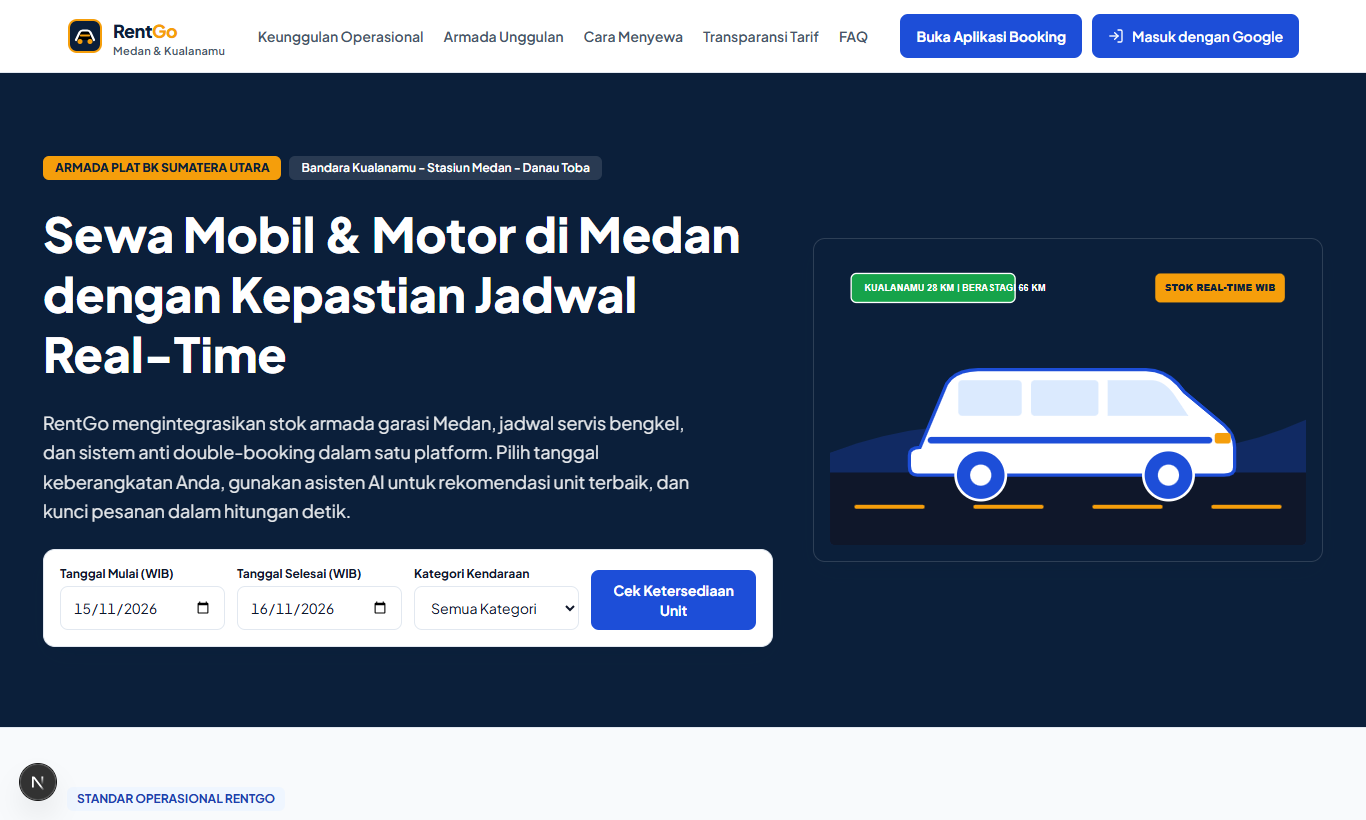 RentGo
Medan & Kualanamu
Keunggulan Operasional
Armada Unggulan
Cara Menyewa
Transparansi Tarif
FAQ
Buka Aplikasi Booking
Masuk dengan Google
ARMADA PLAT BK SUMATERA UTARA
Bandara Kualanamu – Stasiun Medan – Danau Toba
Sewa Mobil & Motor di Medan
dengan Kepastian Jadwal
Real-Time
RentGo mengintegrasikan stok armada garasi Medan, jadwal servis bengkel,
dan sistem anti double-booking dalam satu platform. Pilih tanggal
keberangkatan Anda, gunakan asisten AI untuk rekomendasi unit terbaik, dan
kunci pesanan dalam hitungan detik.
KUALANAMU 28 KM | BERASTAGI 66 KM
STOK REAL-TIME WIB
Tanggal Mulai (WIB)
Tanggal Selesai (WIB)
Kategori Kendaraan
15/11/2026
16/11/2026
Semua Kategori
Cek Ketersediaan
Unit
N
STANDAR OPERASIONAL RENTGO